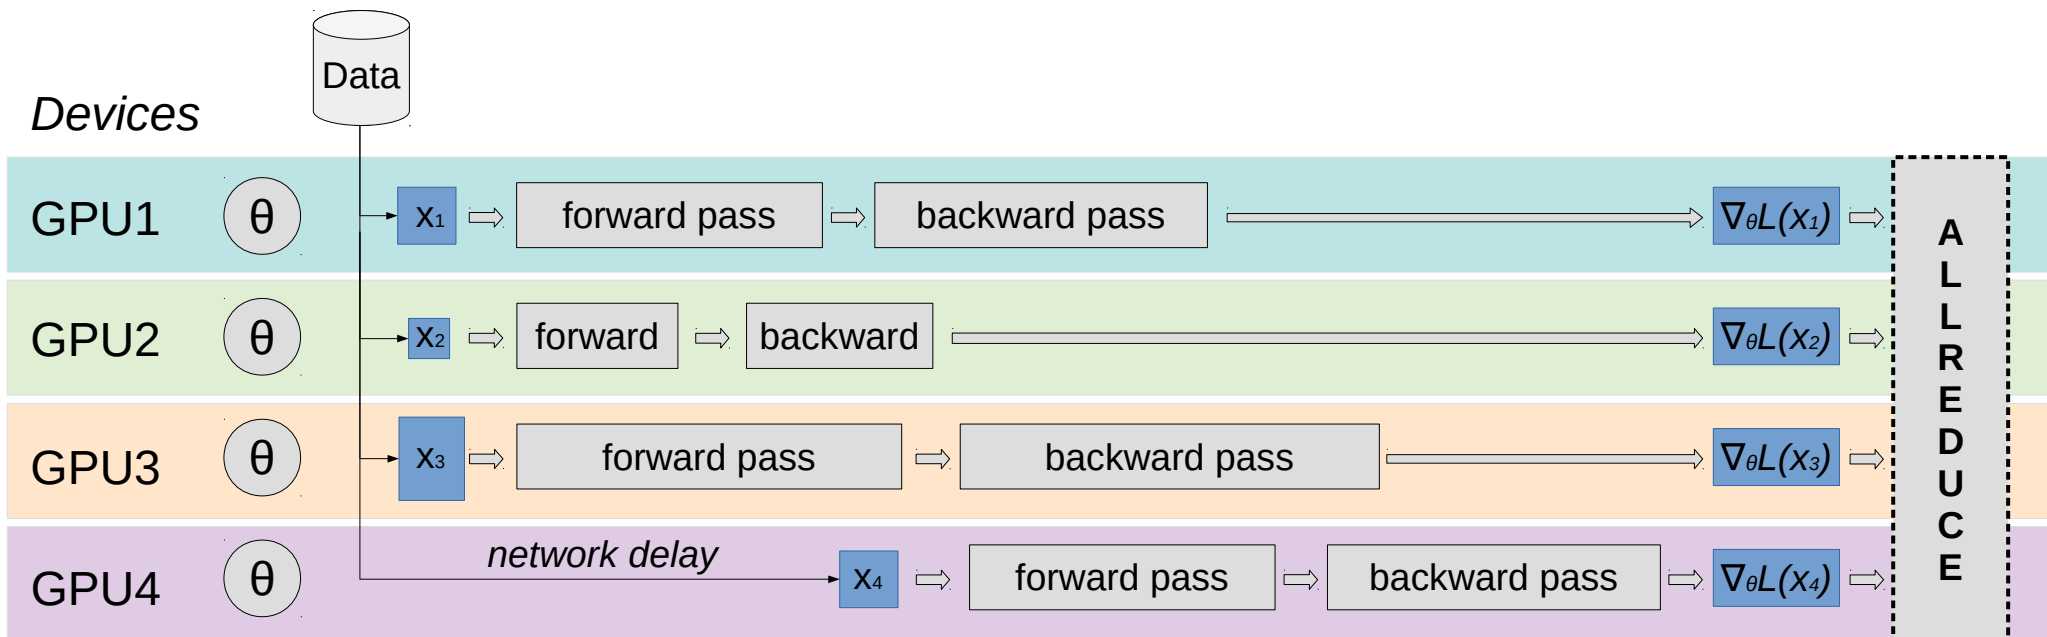 Data
Devices
GPU1 θ x₁ forward pass backward pass ∇θL(x₁)
GPU2 θ x₂ forward backward ∇θL(x₂)
GPU3 θ x₃ forward pass backward pass ∇θL(x₃)
GPU4 θ network delay x₄ forward pass backward pass ∇θL(x₄)
ALLREDUCE